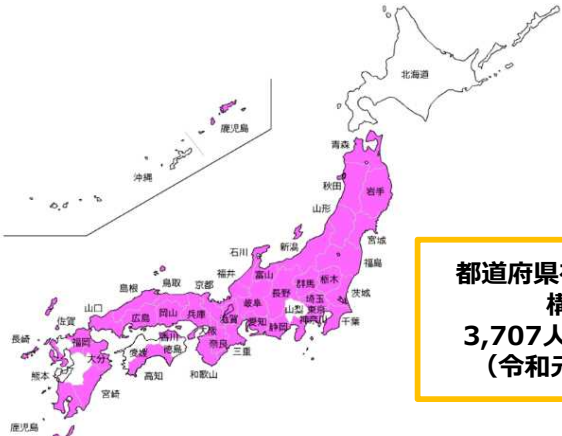 北海道
鹿児島
青森
沖縄
秋田
岩手
山形
宮城
石川
新潟
福島
福井
富山
群馬
栃木
島根
鳥取
京都
長野
茨城
埼玉
山口
岐阜
山梨
東京
佐賀
広島
岡山
兵庫
滋賀
愛知
静岡
神奈川
千葉
長崎
福岡
香川
大阪
奈良
三重
大分
愛媛
徳島
熊本
高知
和歌山
宮崎
鹿児島
都道府県社
構
3,707人
(令和元